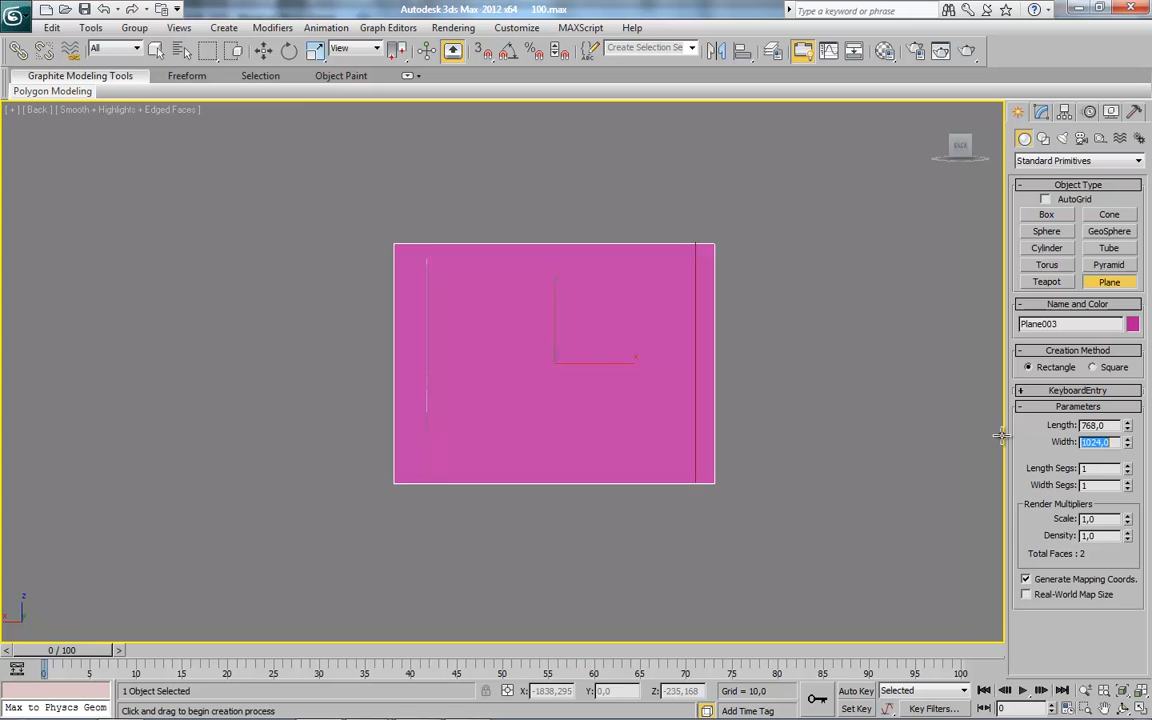 Autodesk 3ds Max 2012 x64 100.max
Type a keyword or phrase
Edit Tools Group Views Create Modifiers Animation Graph Editors Rendering Customize MAXScript Help
All View Create Selection Se
Graphite Modeling Tools Freeform Selection Object Paint
Polygon Modeling
[ + ] [ Back ] [ Smooth + Highlights + Edged Faces ]
BACK
Standard Primitives
- Object Type
AutoGrid
Box Cone
Sphere GeoSphere
Cylinder Tube
Torus Pyramid
Teapot Plane
- Name and Color
Plane003
- Creation Method
Rectangle Square
+ KeyboardEntry
- Parameters
Length: 768,0
Width: 1024,0
Length Segs: 1
Width Segs: 1
Render Multipliers
Scale: 1,0
Density: 1,0
Total Faces : 2
Generate Mapping Coords.
Real-World Map Size
x
z
x
y
< 0 / 100 >
0 5 10 15 20 25 30 35 40 45 50 55 60 65 70 75 80 85 90 95 100
1 Object Selected X: -1838,295 Y: 0,0 Z: -235,168 Grid = 10,0 Auto Key Selected
Max to Physcs Geom Click and drag to begin creation process Add Time Tag Set Key Key Filters... 0